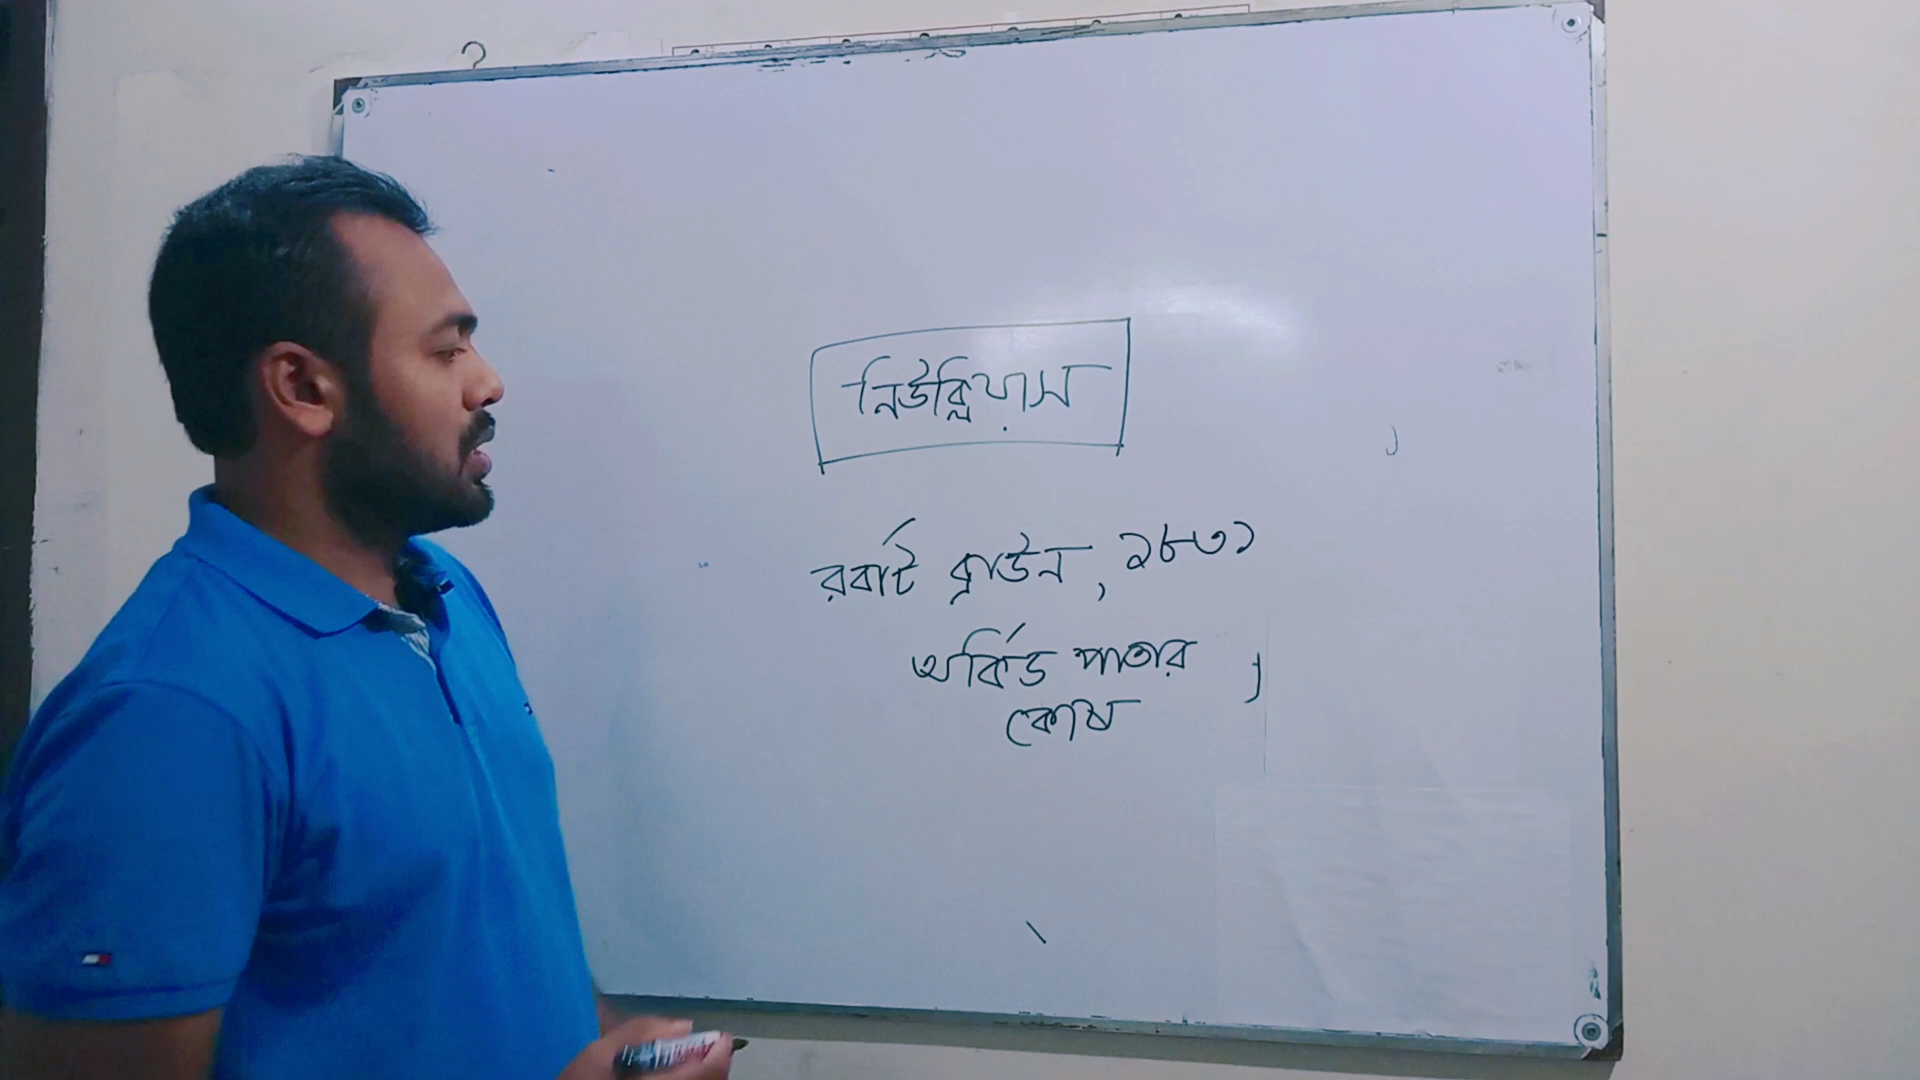 নিউক্লিয়াস
রবার্ট ব্রাউন, ১৮৩১
অর্কিড পাতার
কোষ